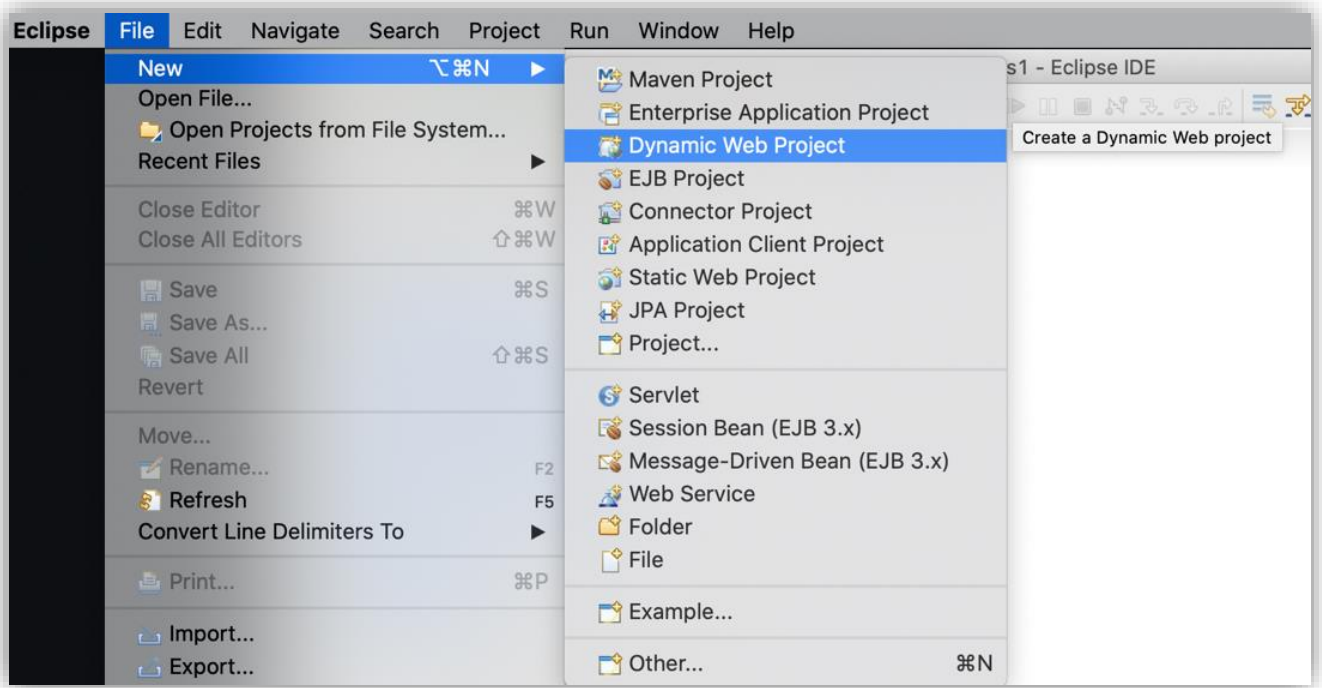 Eclipse File Edit Navigate Search Project Run Window Help
New ⌥⌘N ▶
Open File...
Open Projects from File System...
Recent Files ▶
Close Editor ⌘W
Close All Editors ⇧⌘W
Save ⌘S
Save As...
Save All ⇧⌘S
Revert
Move...
Rename... F2
Refresh F5
Convert Line Delimiters To ▶
Print... ⌘P
Import...
Export...
Maven Project
Enterprise Application Project
Dynamic Web Project
EJB Project
Connector Project
Application Client Project
Static Web Project
JPA Project
Project...
Servlet
Session Bean (EJB 3.x)
Message-Driven Bean (EJB 3.x)
Web Service
Folder
File
Example...
Other... ⌘N
s1 - Eclipse IDE
Create a Dynamic Web project